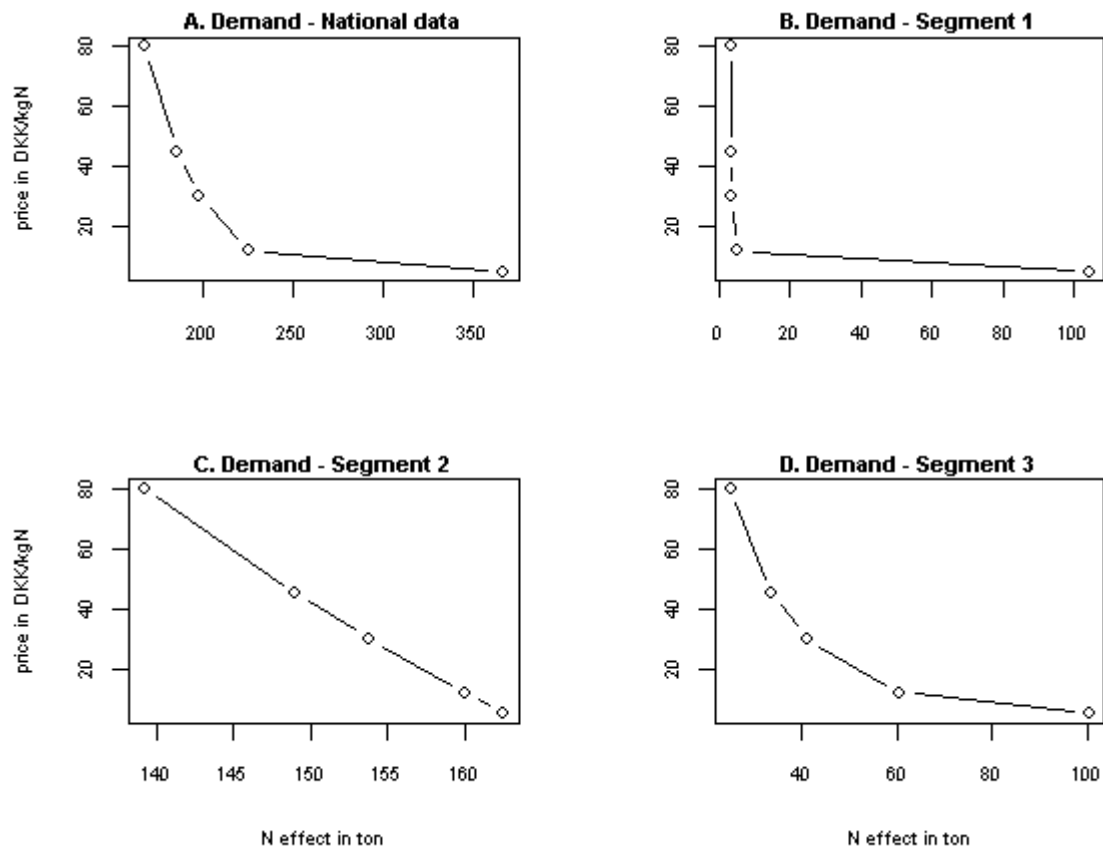 A. Demand - National data
B. Demand - Segment 1
price in DKK/kgN
80
60
40
20
80
60
40
20
200 250 300 350
0 20 40 60 80 100
C. Demand - Segment 2
D. Demand - Segment 3
price in DKK/kgN
80
60
40
20
80
60
40
20
140 145 150 155 160
40 60 80 100
N effect in ton
N effect in ton